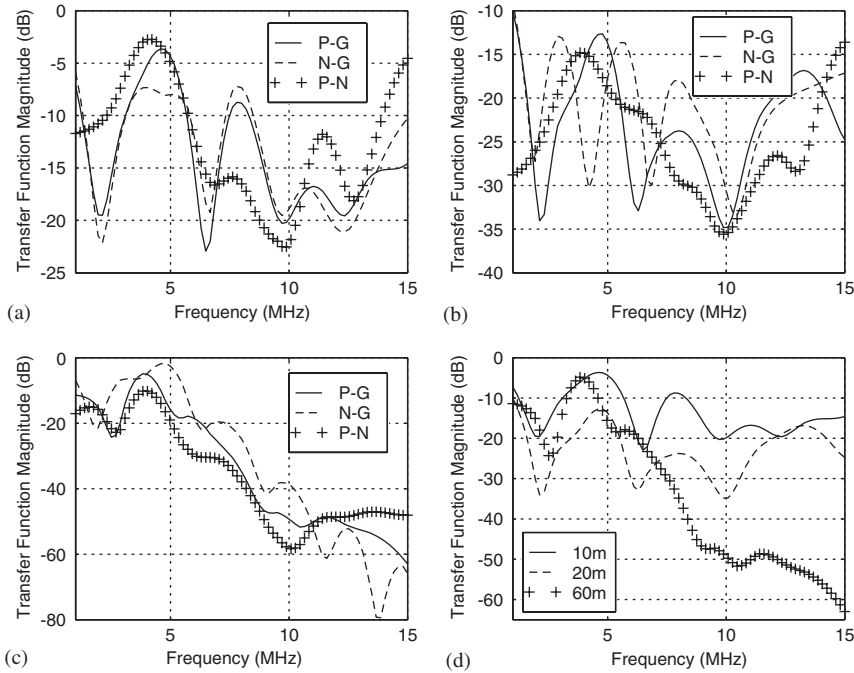 0
-5
-10
-15
-20
-25
Transfer Function Magnitude (dB)
P-G
N-G
+ + P-N
5
10
15
Frequency (MHz)
(a)
-10
-15
-20
-25
-30
-35
-40
Transfer Function Magnitude (dB)
P-G
N-G
+ + P-N
5
10
15
Frequency (MHz)
(b)
0
-20
-40
-60
-80
Transfer Function Magnitude (dB)
P-G
N-G
+ + P-N
5
10
15
Frequency (MHz)
(c)
0
-10
-20
-30
-40
-50
-60
Transfer Function Magnitude (dB)
10m
20m
+ + 60m
5
10
15
Frequency (MHz)
(d)